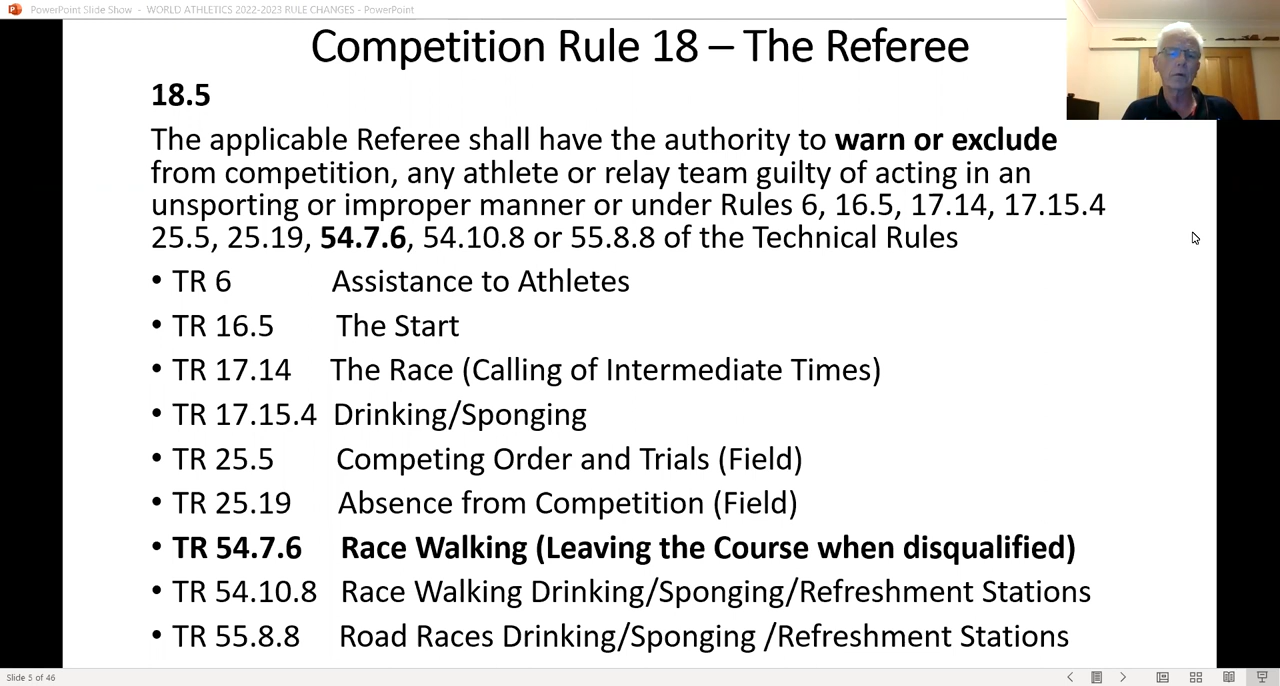 PowerPoint Slide Show - WORLD ATHLETICS 2022-2023 RULE CHANGES - PowerPoint
Competition Rule 18 – The Referee
18.5
The applicable Referee shall have the authority to warn or exclude
from competition, any athlete or relay team guilty of acting in an
unsporting or improper manner or under Rules 6, 16.5, 17.14, 17.15.4
25.5, 25.19, 54.7.6, 54.10.8 or 55.8.8 of the Technical Rules
• TR 6 Assistance to Athletes
• TR 16.5 The Start
• TR 17.14 The Race (Calling of Intermediate Times)
• TR 17.15.4 Drinking/Sponging
• TR 25.5 Competing Order and Trials (Field)
• TR 25.19 Absence from Competition (Field)
• TR 54.7.6 Race Walking (Leaving the Course when disqualified)
• TR 54.10.8 Race Walking Drinking/Sponging/Refreshment Stations
• TR 55.8.8 Road Races Drinking/Sponging /Refreshment Stations
Slide 5 of 46